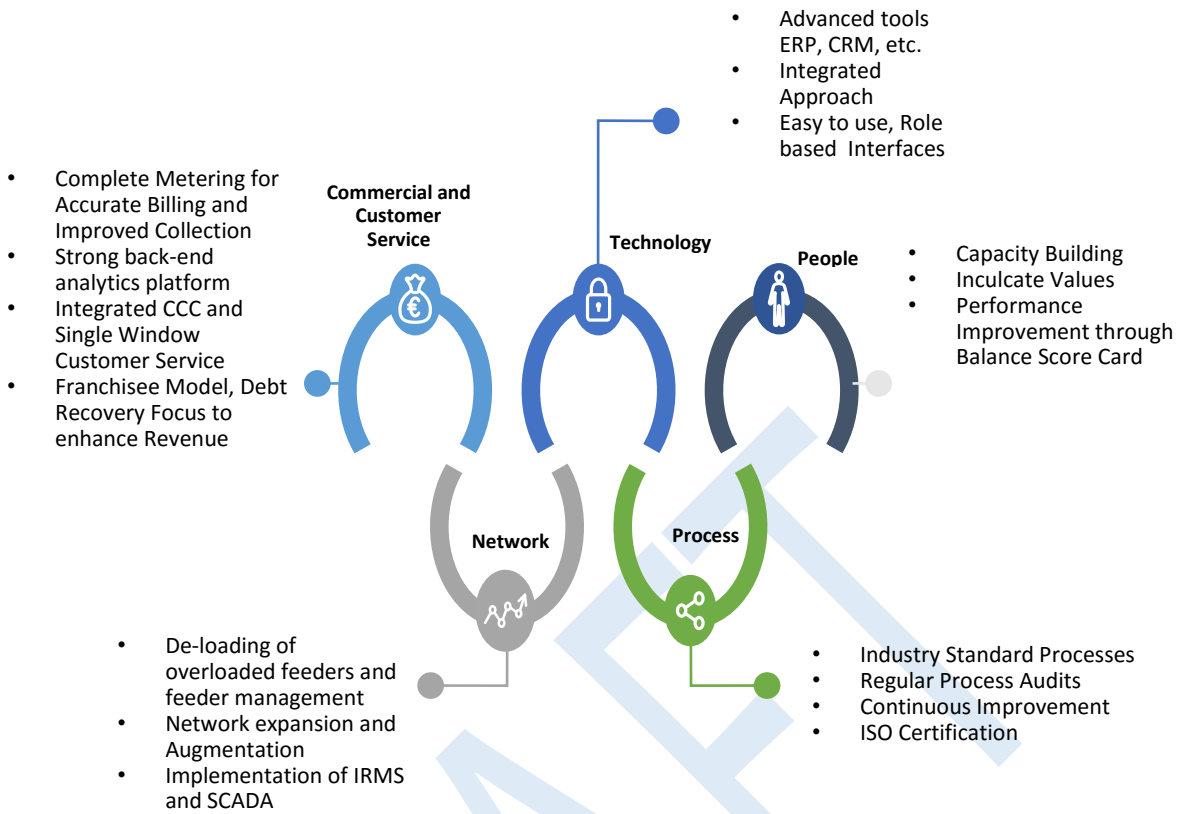 • Advanced tools
ERP, CRM, etc.
• Integrated
Approach
• Easy to use, Role
based Interfaces
• Complete Metering for
Accurate Billing and
Improved Collection
• Strong back-end
analytics platform
• Integrated CCC and
Single Window
Customer Service
• Franchisee Model, Debt
Recovery Focus to
enhance Revenue
Commercial and
Customer
Service
Technology
People
• Capacity Building
• Inculcate Values
• Performance
Improvement through
Balance Score Card
€
Network
Process
• De-loading of
overloaded feeders and
feeder management
• Network expansion and
Augmentation
• Implementation of IRMS
and SCADA
• Industry Standard Processes
• Regular Process Audits
• Continuous Improvement
• ISO Certification